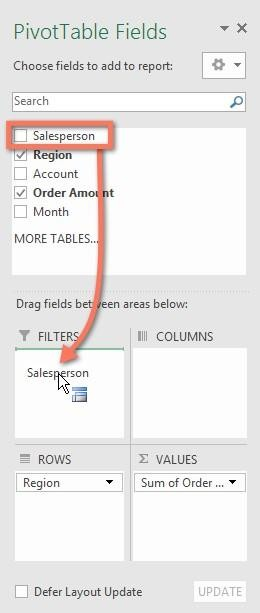 PivotTable Fields
Choose fields to add to report:
Search
Salesperson
Region
Account
Order Amount
Month
MORE TABLES...
Drag fields between areas below:
FILTERS
COLUMNS
Salesperson
ROWS
Σ VALUES
Region
Sum of Order ...
Defer Layout Update
UPDATE